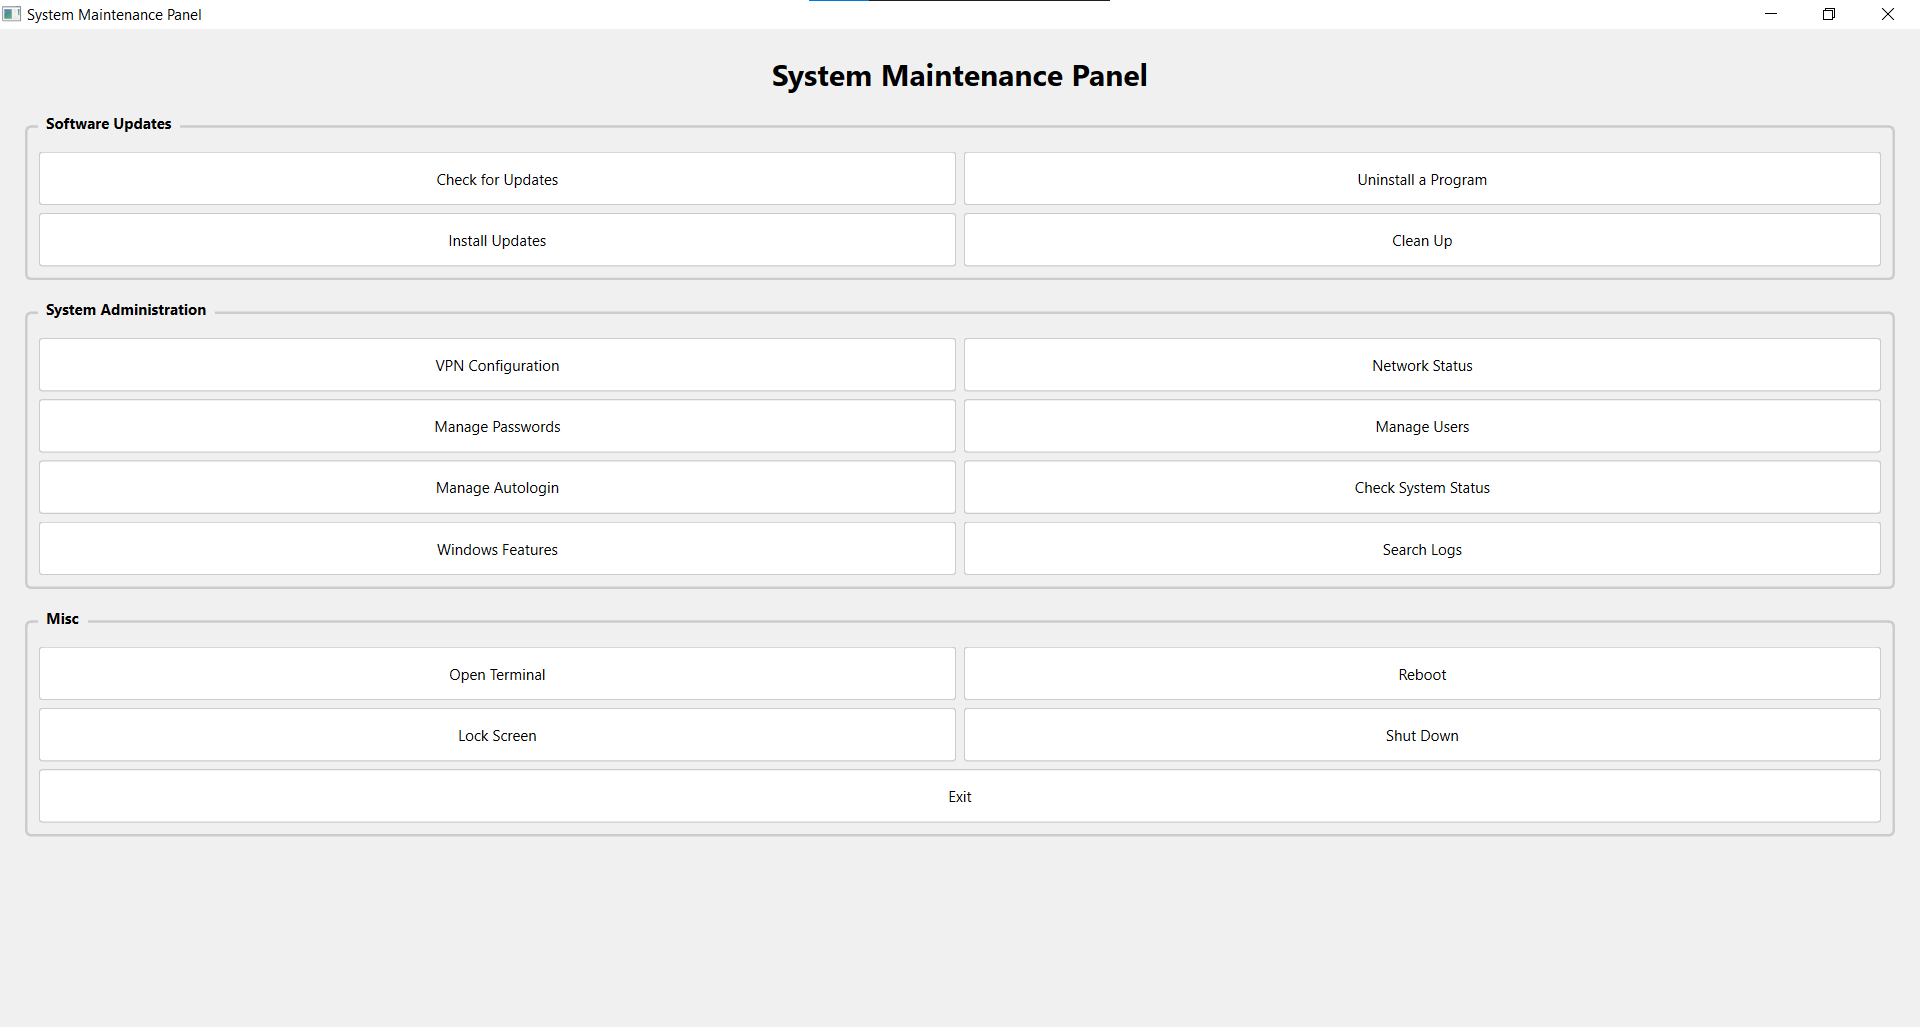 System Maintenance Panel
System Maintenance Panel
Software Updates
Check for Updates
Uninstall a Program
Install Updates
Clean Up
System Administration
VPN Configuration
Network Status
Manage Passwords
Manage Users
Manage Autologin
Check System Status
Windows Features
Search Logs
Misc
Open Terminal
Reboot
Lock Screen
Shut Down
Exit